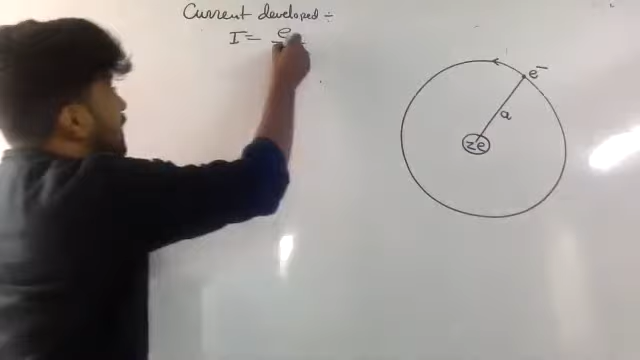 Current developed ÷
I = e
e⁻
a
ze